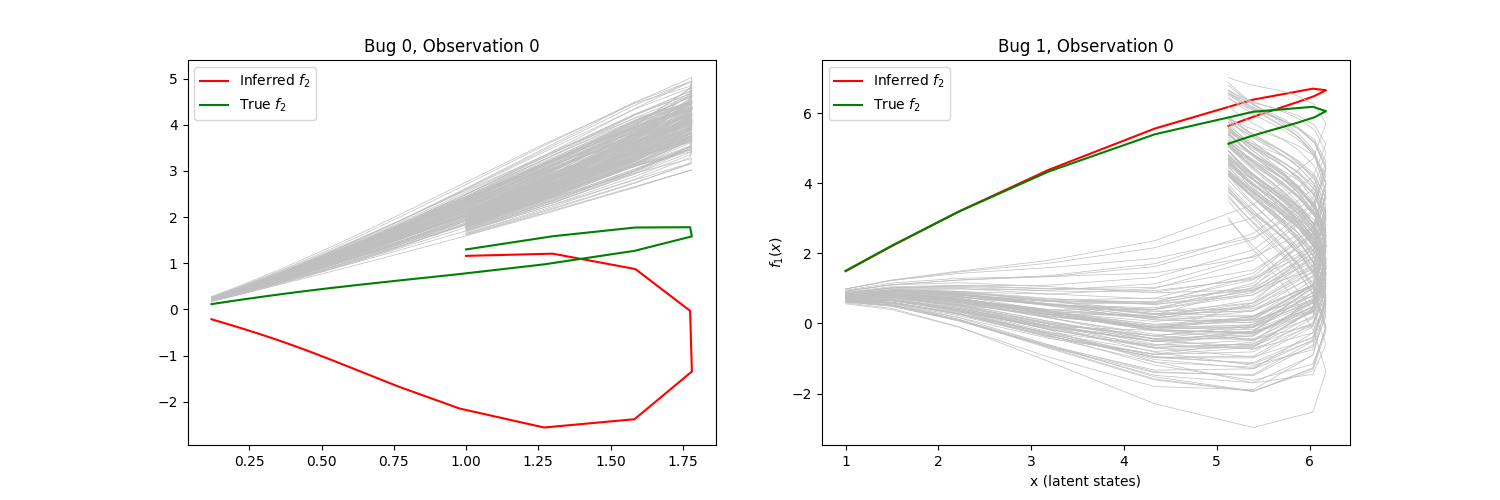 Bug 0, Observation 0
Inferred f₂
True f₂
5
4
3
2
1
0
−1
−2
0.25 0.50 0.75 1.00 1.25 1.50 1.75
Bug 1, Observation 0
Inferred f₂
True f₂
f₁(x)
6
4
2
0
−2
1 2 3 4 5 6
x (latent states)